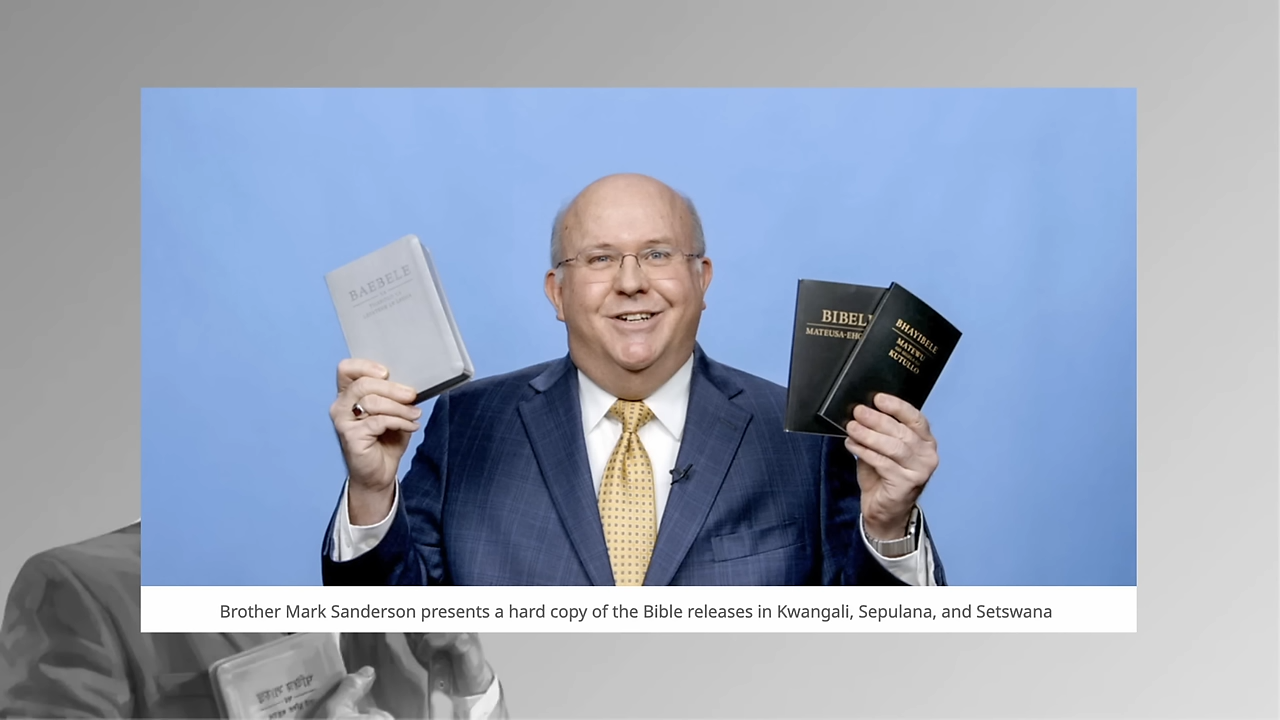 BAEBELE
BIBELI
MATEUSA-EHO
BHAYIBELE
MATEWU
KUTULLO
Brother Mark Sanderson presents a hard copy of the Bible releases in Kwangali, Sepulana, and Setswana